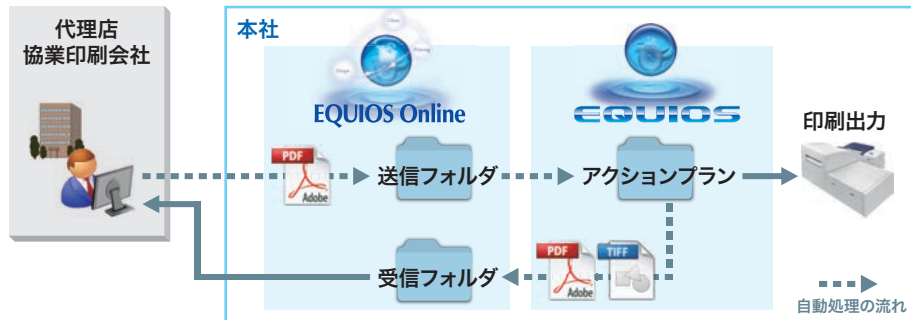 代理店
協業印刷会社
本社
EQUIOS Online
EQUIOS
印刷出力
PDF
Adobe
送信フォルダ
アクションプラン
受信フォルダ
PDF
Adobe
TIFF
自動処理の流れ